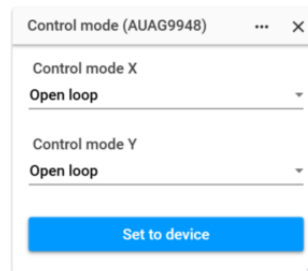 Control mode (AUAG9948)
Control mode X
Open loop
Control mode Y
Open loop
Set to device